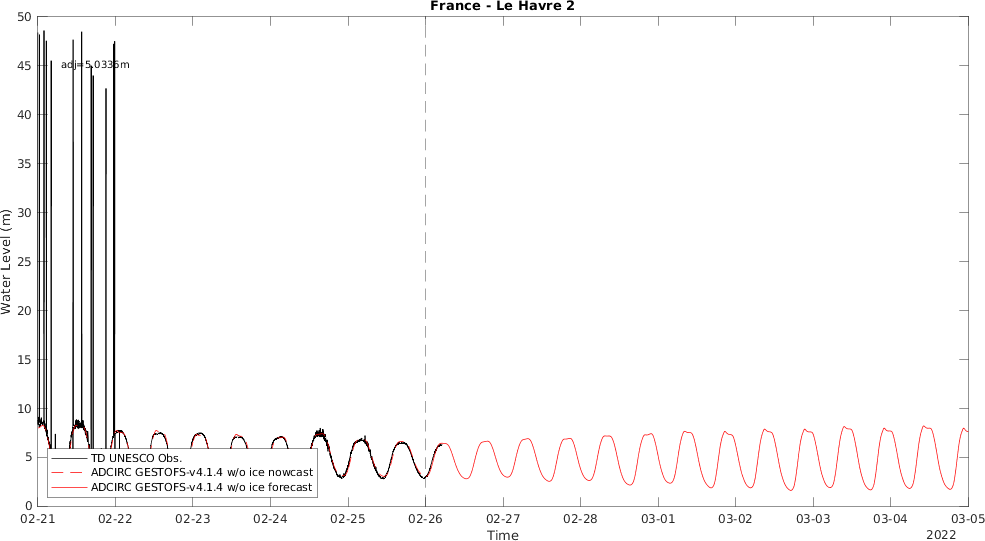 France - Le Havre 2
50
45
40
35
30
25
20
15
10
5
0
Water Level (m)
adj=5.0336m
TD UNESCO Obs.
ADCIRC GESTOFS-v4.1.4 w/o ice nowcast
ADCIRC GESTOFS-v4.1.4 w/o ice forecast
02-21 02-22 02-23 02-24 02-25 02-26 02-27 02-28 03-01 03-02 03-03 03-04 03-05
Time
2022